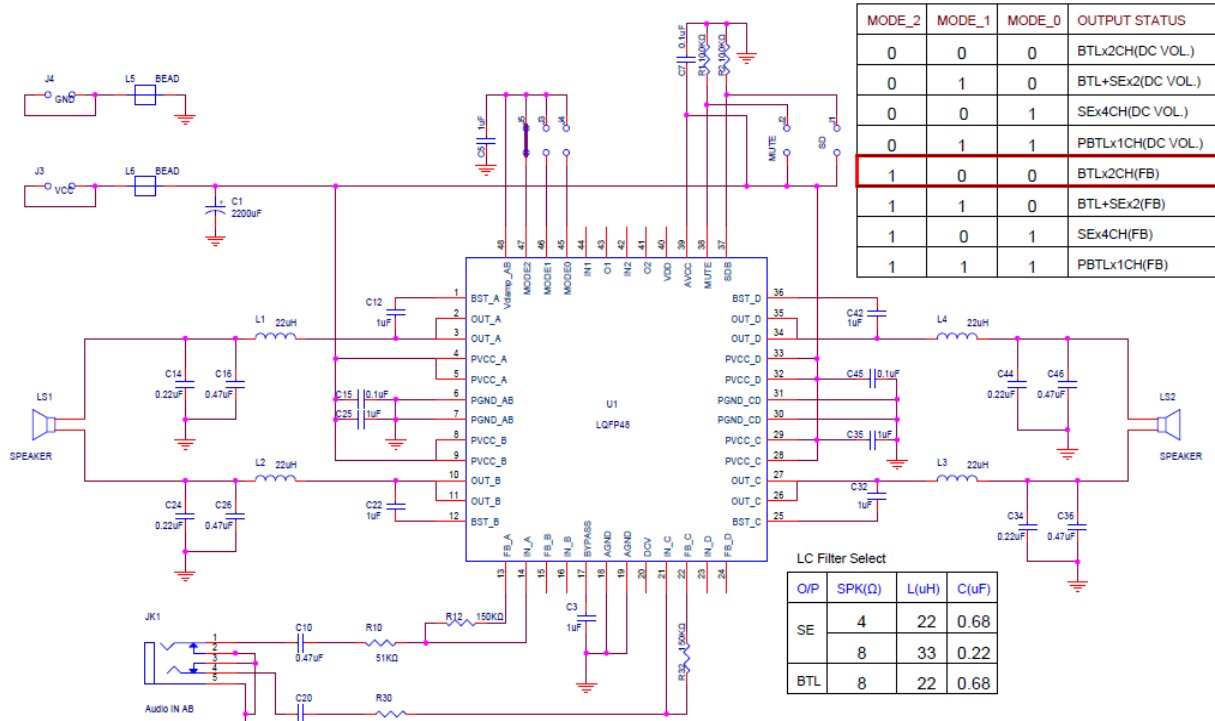 MODE_2 MODE_1 MODE_0 OUTPUT STATUS
0 0 0 BTLx2CH(DC VOL.)
0 1 0 BTL+SEx2(DC VOL.)
0 0 1 SEx4CH(DC VOL.)
0 1 1 PBTLx1CH(DC VOL.)
1 0 0 BTLx2CH(FB)
1 1 0 BTL+SEx2(FB)
1 0 1 SEx4CH(FB)
1 1 1 PBTLx1CH(FB)
J4
GND
L5 BEAD
J3
VCC
L6 BEAD
C1
2200uF
C5 1uF
J5
J3
J4
C7 0.1uF
R1 100KΩ
R2 100KΩ
MUTE J2
SD J1
48 47 46 45 44 43 42 41 40 39 38 37
Vdamp_AB MODE2 MODE1 MODE0 IN1 O1 IN2 O2 VDD AVCC MUTE SDB
1 BST_A
2 OUT_A
3 OUT_A
4 PVCC_A
5 PVCC_A
6 PGND_AB
7 PGND_AB
8 PVCC_B
9 PVCC_B
10 OUT_B
11 OUT_B
12 BST_B
U1
LQFP48
BST_D 36
OUT_D 35
OUT_D 34
PVCC_D 33
PVCC_D 32
PGND_CD 31
PGND_CD 30
PVCC_C 29
PVCC_C 28
OUT_C 27
OUT_C 26
BST_C 25
FB_A IN_A FB_B IN_B BYPASS AGND AGND DCV IN_C FB_C IN_D FB_D
13 14 15 16 17 18 19 20 21 22 23 24
C12
1uF
L1 22uH
C14
0.22uF
C16
0.47uF
C15 0.1uF
C25 1uF
LS1
SPEAKER
L2 22uH
C24
0.22uF
C26
0.47uF
C22
1uF
C42
1uF
L4 22uH
C45 0.1uF
C44
0.22uF
C46
0.47uF
C35 1uF
LS2
SPEAKER
L3 22uH
C32
1uF
C34
0.22uF
C36
0.47uF
JK1
1
2
3
4
5
Audio IN AB
C10
0.47uF
R10
51KΩ
R12 150KΩ
C3
1uF
R32 150KΩ
C20
R30
LC Filter Select
O/P SPK(Ω) L(uH) C(uF)
SE 4 22 0.68
8 33 0.22
BTL 8 22 0.68